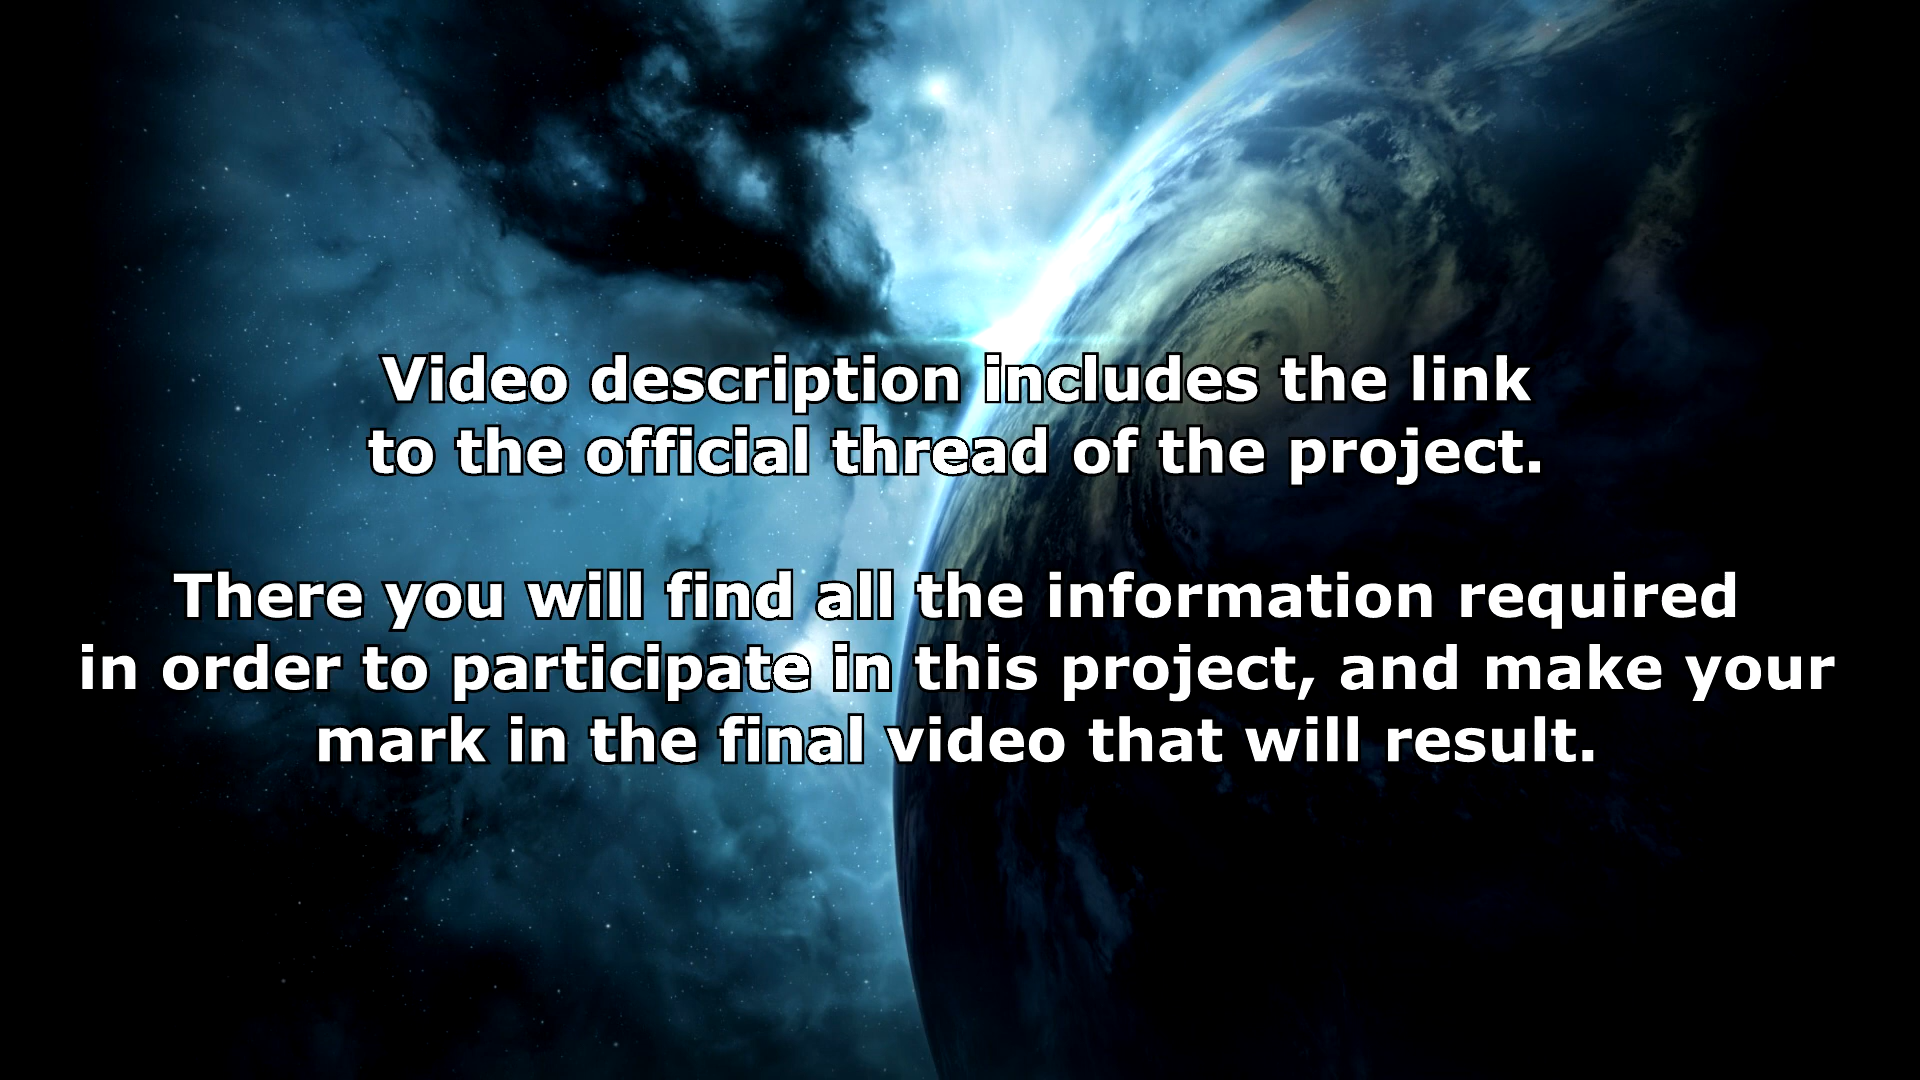 Video description includes the link
to the official thread of the project.
There you will find all the information required
in order to participate in this project, and make your
mark in the final video that will result.